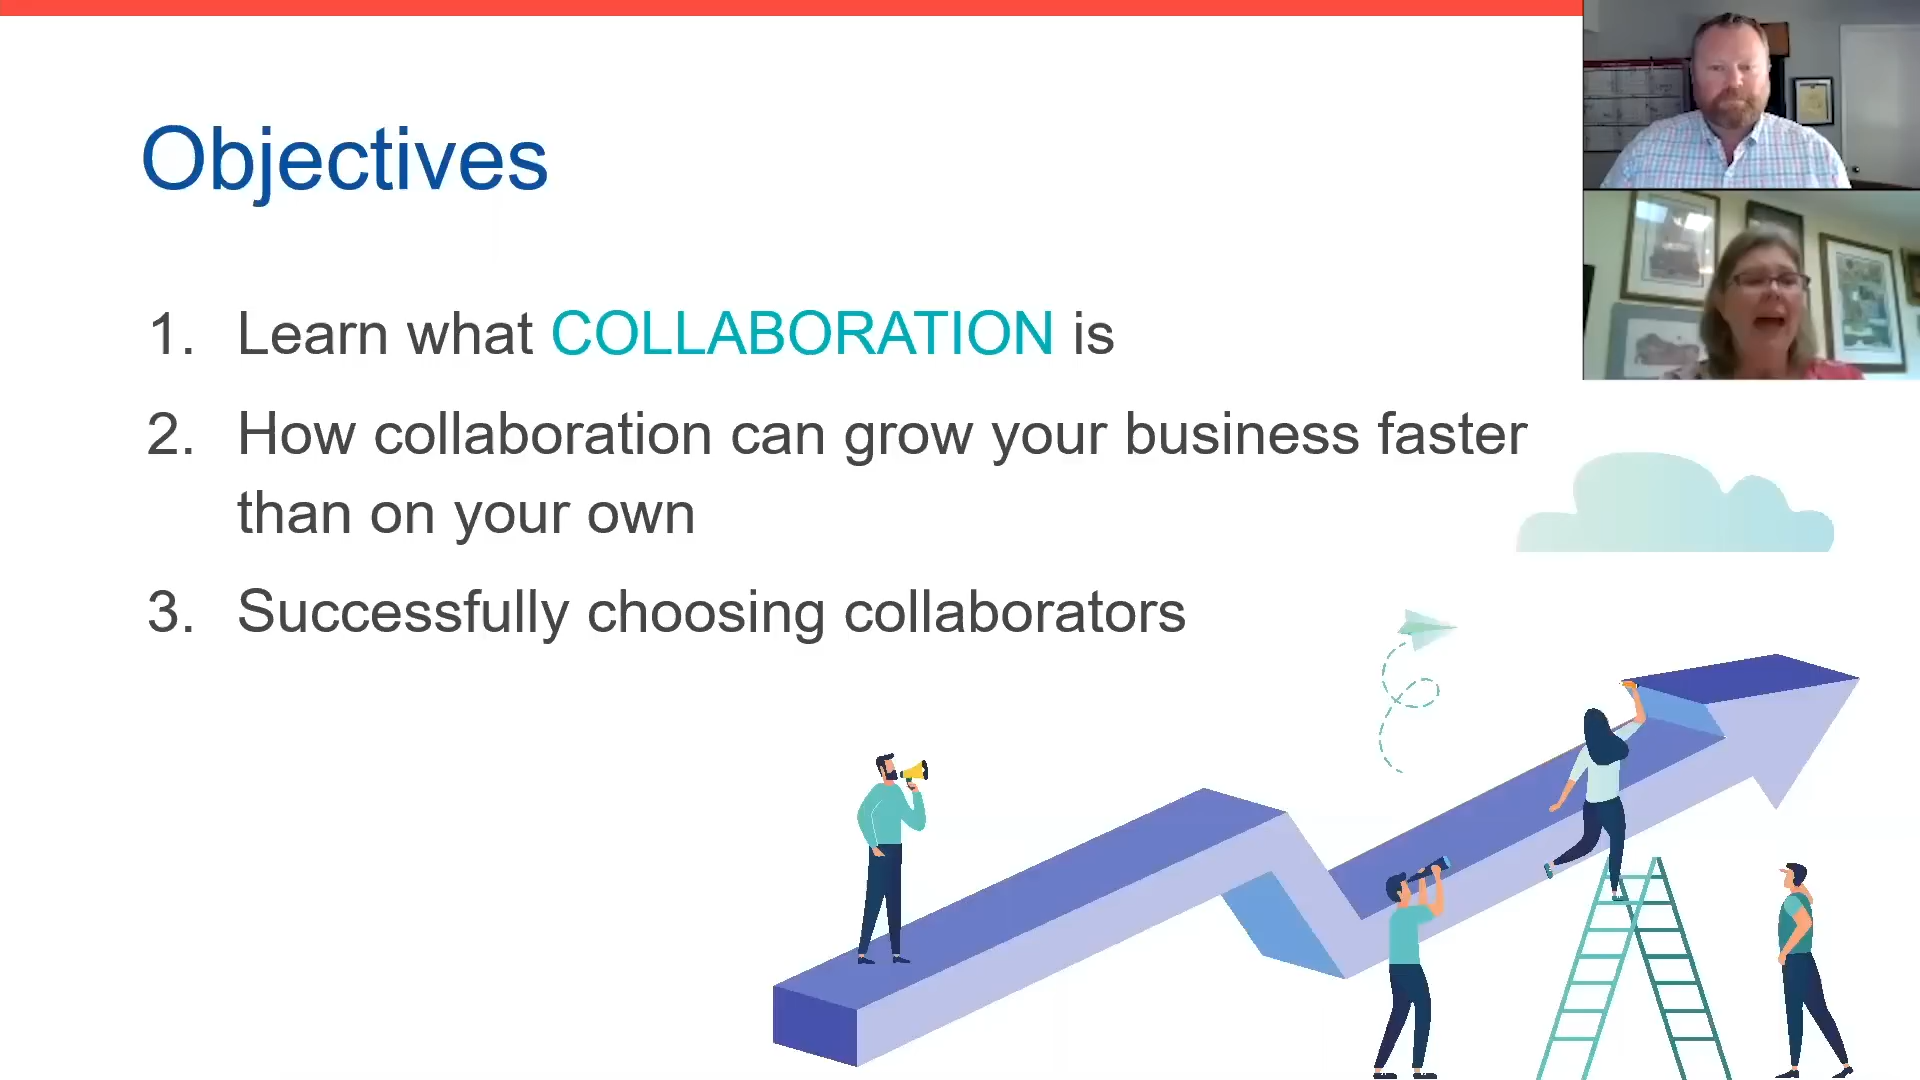 Objectives
1. Learn what COLLABORATION is
2. How collaboration can grow your business faster
than on your own
3. Successfully choosing collaborators